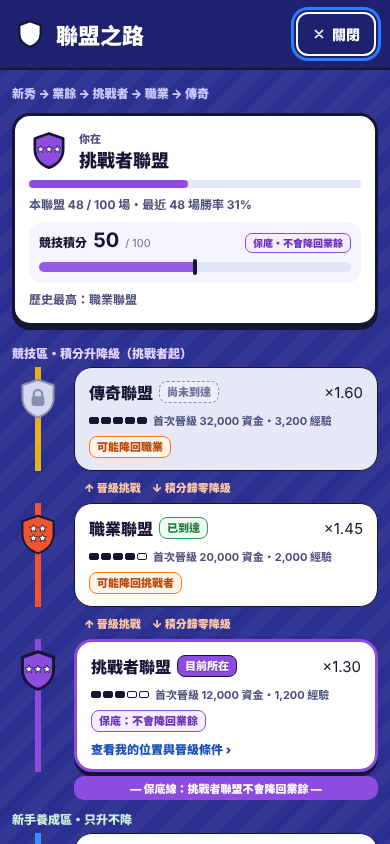 聯盟之路
× 關閉
新秀 → 業餘 → 挑戰者 → 職業 → 傳奇
你在
挑戰者聯盟
本聯盟 48 / 100 場・最近 48 場勝率 31%
競技積分 50 / 100 保底・不會降回業餘
歷史最高：職業聯盟
競技區・積分升降級（挑戰者起）
傳奇聯盟 尚未到達 ×1.60
首次晉級 32,000 資金・3,200 經驗
可能降回職業
↑ 晉級挑戰 ↓ 積分歸零降級
職業聯盟 已到達 ×1.45
首次晉級 20,000 資金・2,000 經驗
可能降回挑戰者
↑ 晉級挑戰 ↓ 積分歸零降級
挑戰者聯盟 目前所在 ×1.30
首次晉級 12,000 資金・1,200 經驗
保底：不會降回業餘
查看我的位置與晉級條件 ›
— 保底線：挑戰者聯盟不會降回業餘 —
新手養成區・只升不降